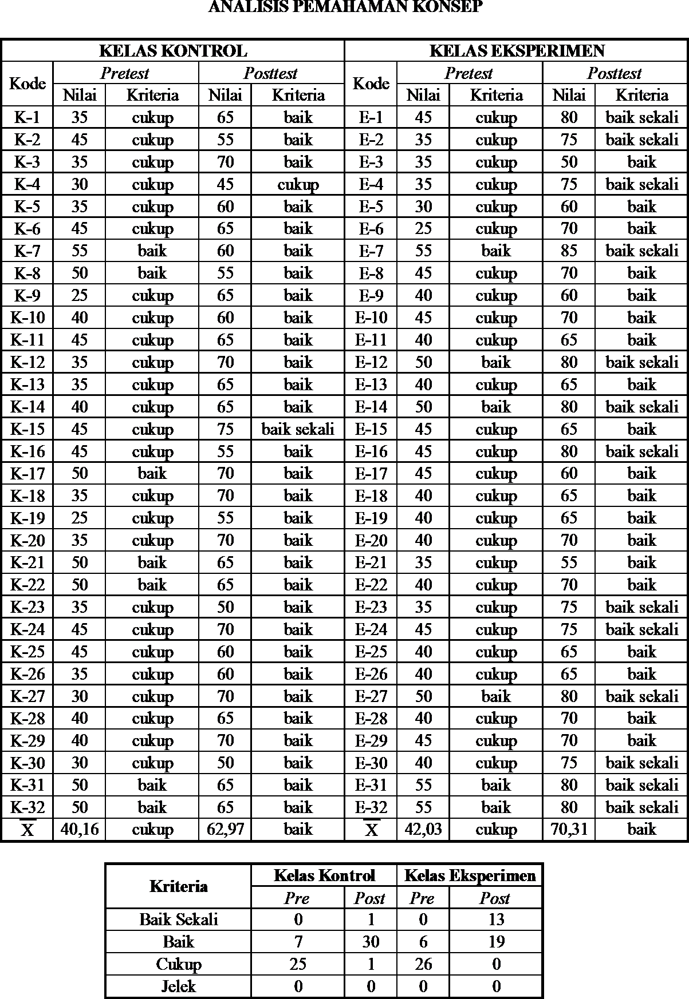 ANALISIS PEMAHAMAN KONSEP
KELAS KONTROL KELAS EKSPERIMEN
Kode Pretest Posttest Kode Pretest Posttest
Nilai Kriteria Nilai Kriteria Nilai Kriteria Nilai Kriteria
K-1 35 cukup 65 baik E-1 45 cukup 80 baik sekali
K-2 45 cukup 55 baik E-2 35 cukup 75 baik sekali
K-3 35 cukup 70 baik E-3 35 cukup 50 baik
K-4 30 cukup 45 cukup E-4 35 cukup 75 baik sekali
K-5 35 cukup 60 baik E-5 30 cukup 60 baik
K-6 45 cukup 65 baik E-6 25 cukup 70 baik
K-7 55 baik 60 baik E-7 55 baik 85 baik sekali
K-8 50 baik 55 baik E-8 45 cukup 70 baik
K-9 25 cukup 65 baik E-9 40 cukup 60 baik
K-10 40 cukup 60 baik E-10 45 cukup 70 baik
K-11 45 cukup 65 baik E-11 40 cukup 65 baik
K-12 35 cukup 70 baik E-12 50 baik 80 baik sekali
K-13 35 cukup 65 baik E-13 40 cukup 65 baik
K-14 40 cukup 65 baik E-14 50 baik 80 baik sekali
K-15 45 cukup 75 baik sekali E-15 45 cukup 65 baik
K-16 45 cukup 55 baik E-16 45 cukup 80 baik sekali
K-17 50 baik 70 baik E-17 45 cukup 60 baik
K-18 35 cukup 70 baik E-18 40 cukup 65 baik
K-19 25 cukup 55 baik E-19 40 cukup 65 baik
K-20 35 cukup 70 baik E-20 40 cukup 70 baik
K-21 50 baik 65 baik E-21 35 cukup 55 baik
K-22 50 baik 65 baik E-22 40 cukup 70 baik
K-23 35 cukup 50 baik E-23 35 cukup 75 baik sekali
K-24 45 cukup 70 baik E-24 45 cukup 75 baik sekali
K-25 45 cukup 60 baik E-25 40 cukup 65 baik
K-26 35 cukup 60 baik E-26 40 cukup 65 baik
K-27 30 cukup 70 baik E-27 50 baik 80 baik sekali
K-28 40 cukup 65 baik E-28 40 cukup 70 baik
K-29 40 cukup 70 baik E-29 45 cukup 70 baik
K-30 30 cukup 50 baik E-30 40 cukup 75 baik sekali
K-31 50 baik 65 baik E-31 55 baik 80 baik sekali
K-32 50 baik 65 baik E-32 55 baik 80 baik sekali
X̅ 40,16 cukup 62,97 baik X̅ 42,03 cukup 70,31 baik
Kriteria Kelas Kontrol Kelas Eksperimen
Pre Post Pre Post
Baik Sekali 0 1 0 13
Baik 7 30 6 19
Cukup 25 1 26 0
Jelek 0 0 0 0